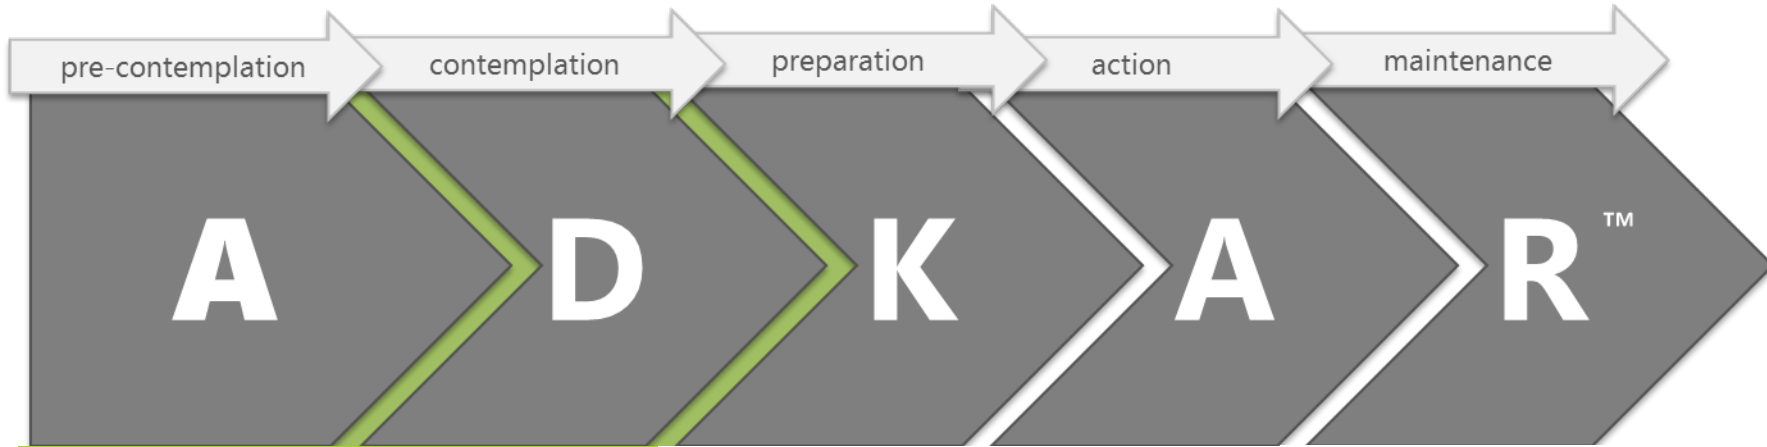 pre-contemplation contemplation preparation action maintenance
A D K A R ™